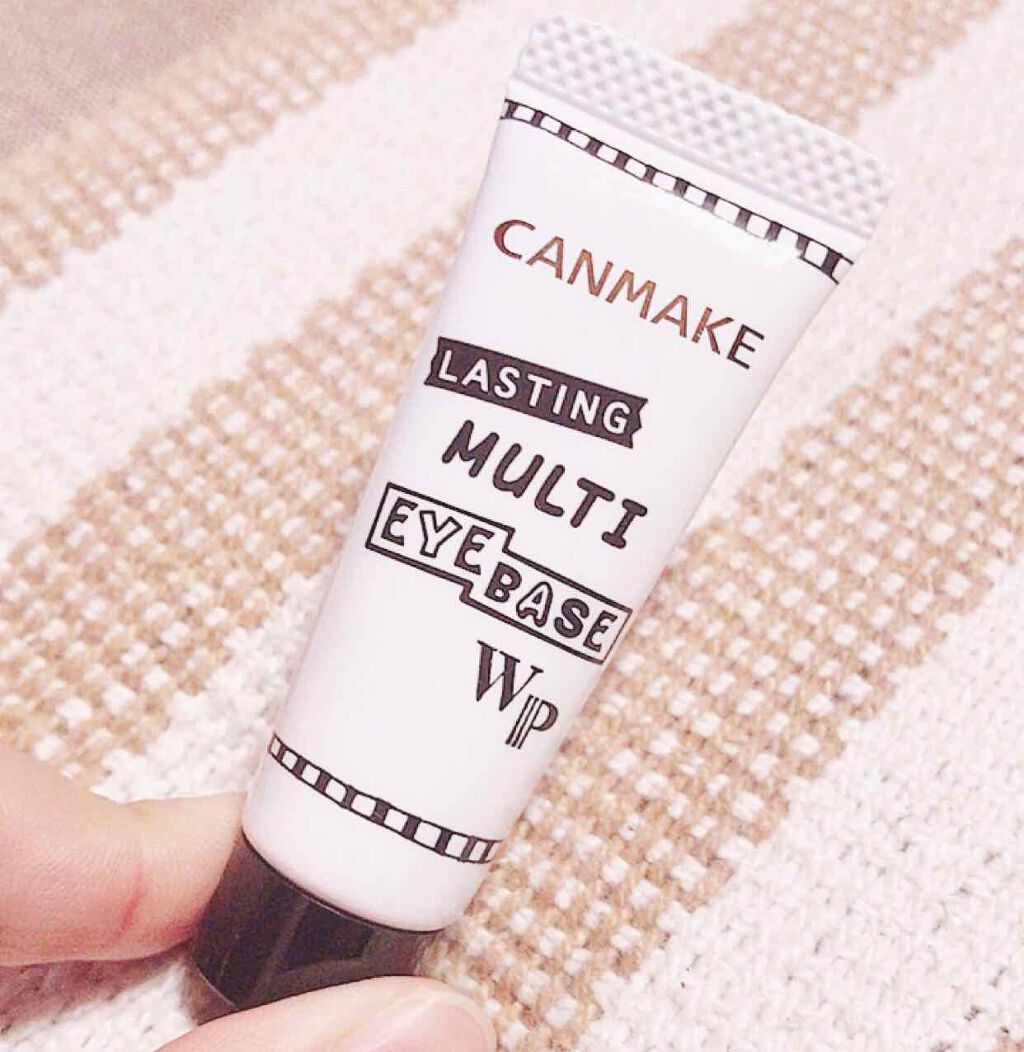 CANMAKE
LASTING
MULTI
EYE BASE
WP